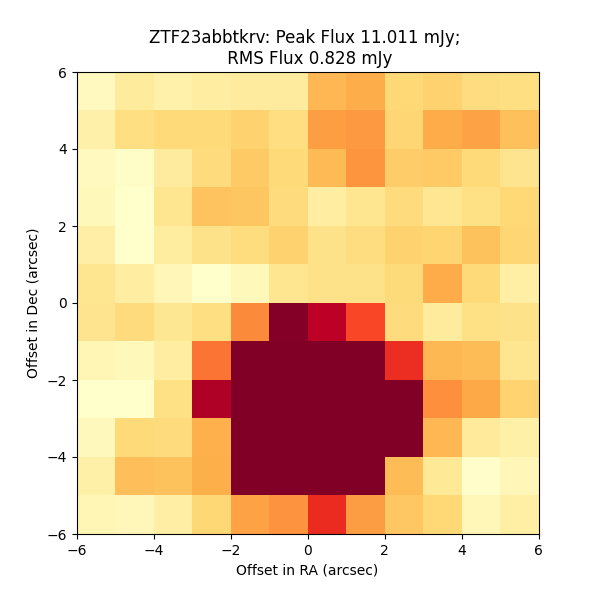 ZTF23abbtkrv: Peak Flux 11.011 mJy;
RMS Flux 0.828 mJy
6
4
2
0
−2
−4
−6
Offset in Dec (arcsec)
−6 −4 −2 0 2 4 6
Offset in RA (arcsec)